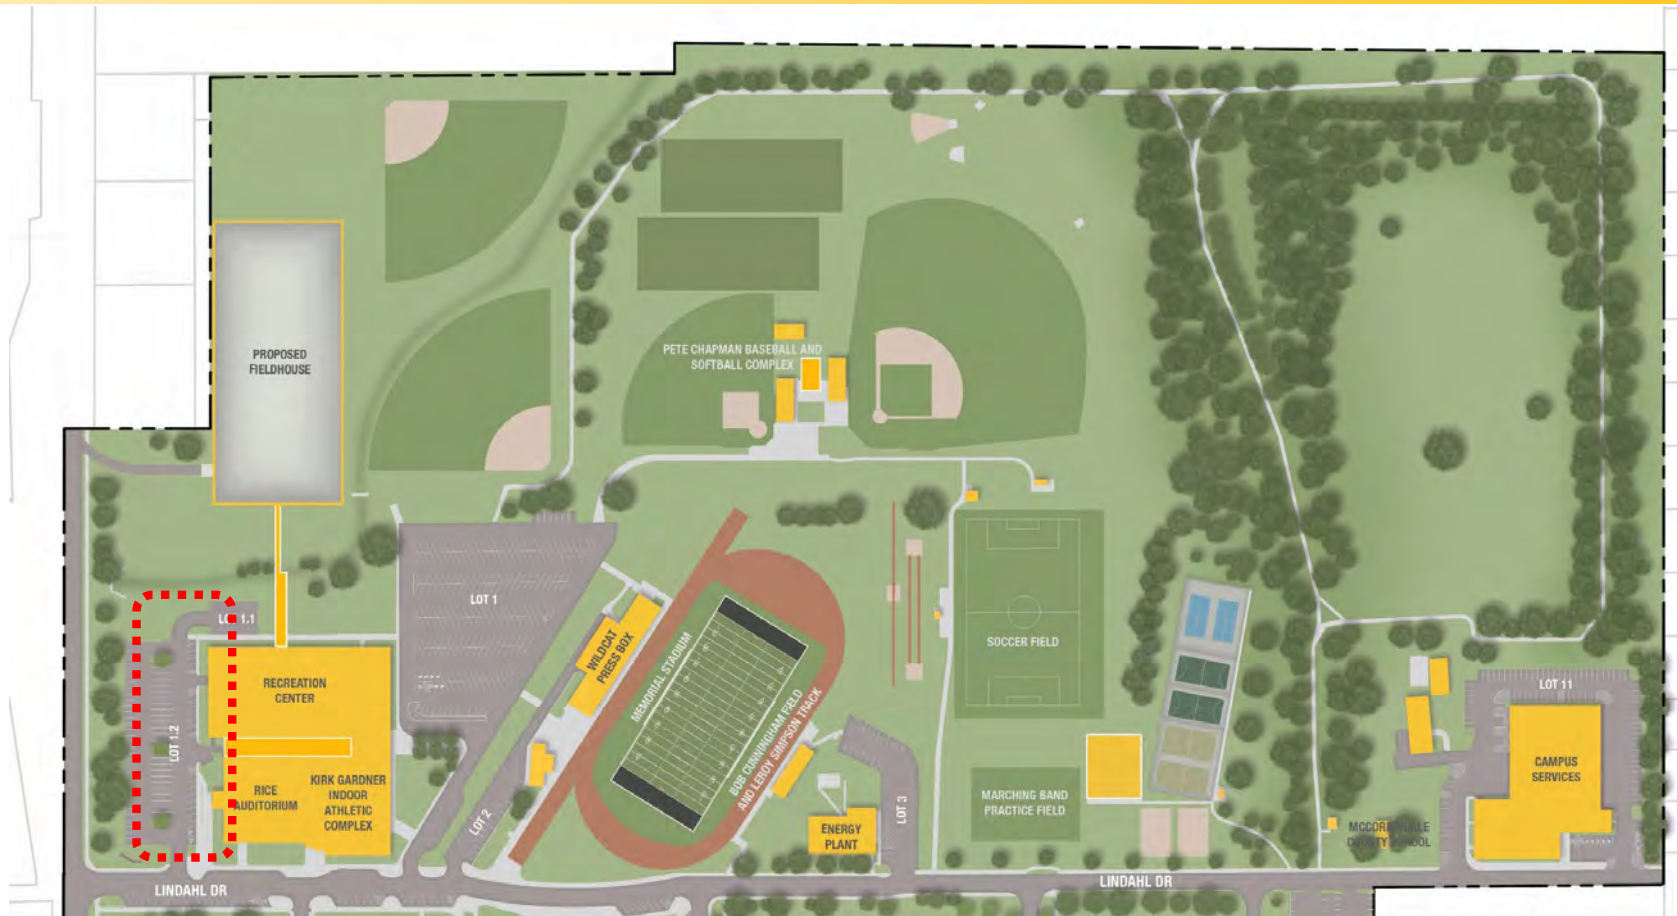 PROPOSED
FIELDHOUSE
PETE CHAPMAN BASEBALL AND
SOFTBALL COMPLEX
LOT 1
LOT 1.1
WILDCAT
PRESS BOX
MEMORIAL STADIUM
BOB CUNNINGHAM FIELD
AND LEROY SIMPSON TRACK
SOCCER FIELD
RECREATION
CENTER
LOT 1.2
RICE
AUDITORIUM
KIRK GARDNER
INDOOR
ATHLETIC
COMPLEX
LOT 2
ENERGY
PLANT
LOT 3
MARCHING BAND
PRACTICE FIELD
LOT 11
CAMPUS
SERVICES
COUNTY SCHOOL
LINDAHL DR
LINDAHL DR